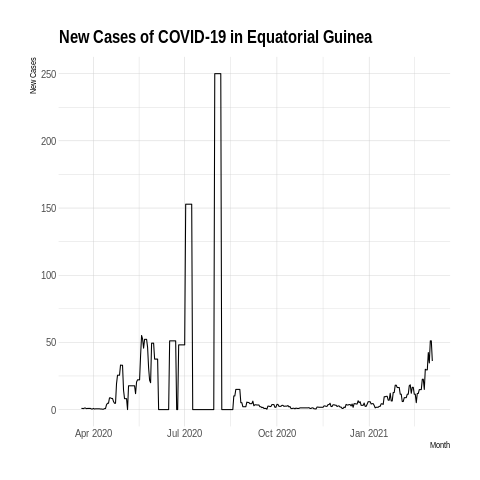 New Cases of COVID-19 in Equatorial Guinea
New Cases
250
200
150
100
50
0
Apr 2020 Jul 2020 Oct 2020 Jan 2021
Month